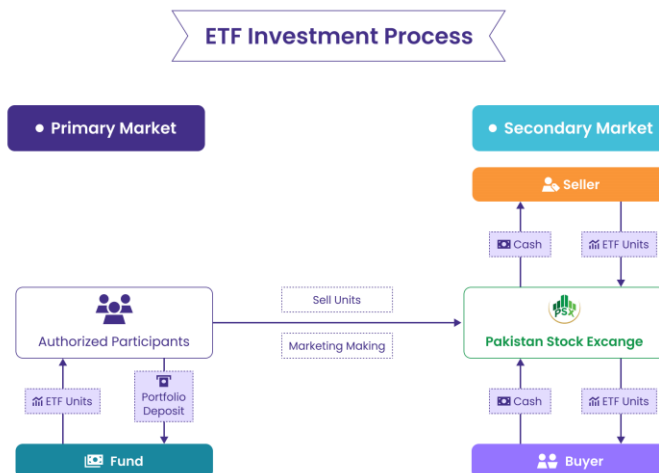 ETF Investment Process
Primary Market
Secondary Market
Seller
Cash
ETF Units
Authorized Participants
Sell Units
Marketing Making
PSX
Pakistan Stock Excange
ETF Units
Portfolio
Deposit
Cash
ETF Units
Fund
Buyer